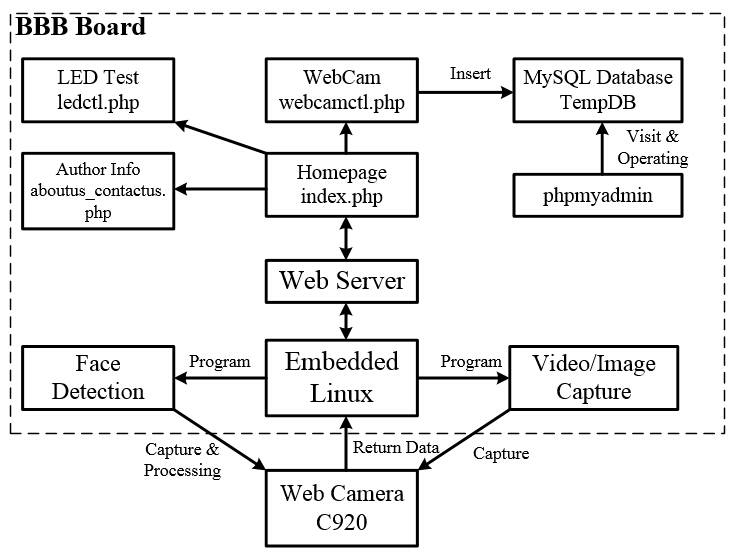 BBB Board
LED Test
ledctl.php
WebCam
webcamctl.php
Insert
MySQL Database
TempDB
Visit &
Operating
Author Info
aboutus_contactus.
php
Homepage
index.php
phpmyadmin
Web Server
Face
Detection
Program
Embedded
Linux
Program
Video/Image
Capture
Capture &
Processing
Return Data
Capture
Web Camera
C920